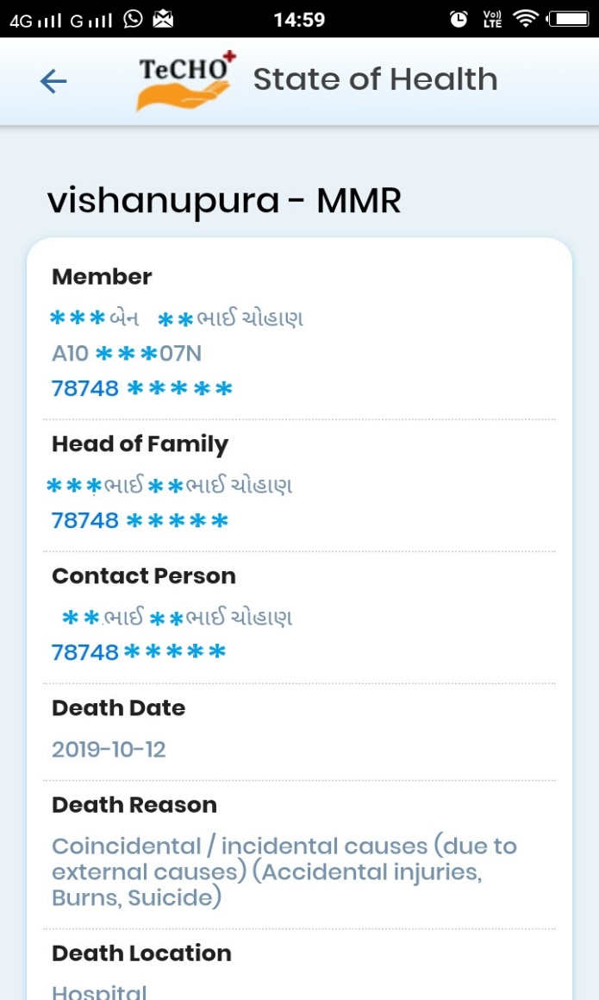 4G G 14:59 Vo)) LTE
TeCHO+ State of Health
vishanupura - MMR
Member
***બેન **ભાઈ ચોહાણ
A10 ***07N
78748 *****
Head of Family
***ભાઈ **ભાઈ ચોહાણ
78748 *****
Contact Person
**.ભાઈ **ભાઈ ચોહાણ
78748 *****
Death Date
2019-10-12
Death Reason
Coincidental / incidental causes (due to
external causes) (Accidental injuries,
Burns, Suicide)
Death Location
Hospital